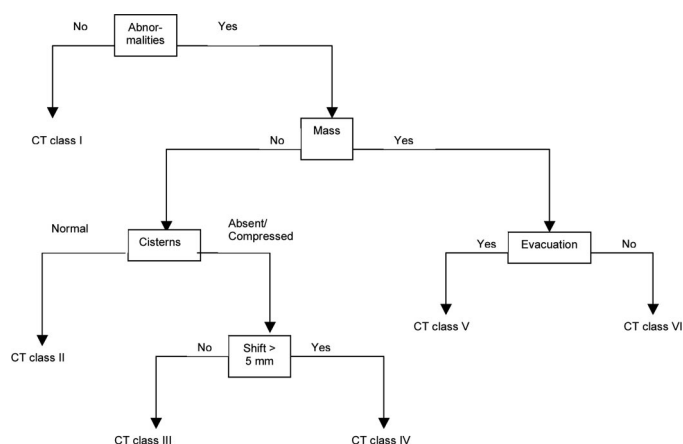 No
Abnor-
malities
Yes
CT class I
No
Mass
Yes
Normal
Cisterns
Absent/
Compressed
Yes
Evacuation
No
CT class II
CT class V
CT class VI
No
Shift >
5 mm
Yes
CT class III
CT class IV